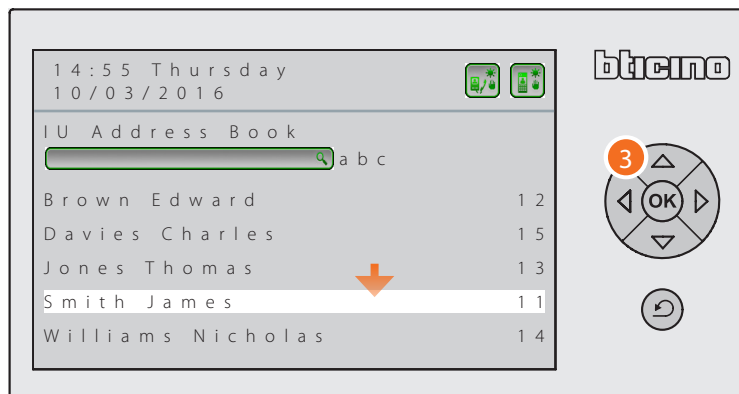 14:55 Thursday
10/03/2016
bticino
IU Address Book
abc
3
Brown Edward 12
OK
Davies Charles 15
Jones Thomas 13
Smith James 11
Williams Nicholas 14